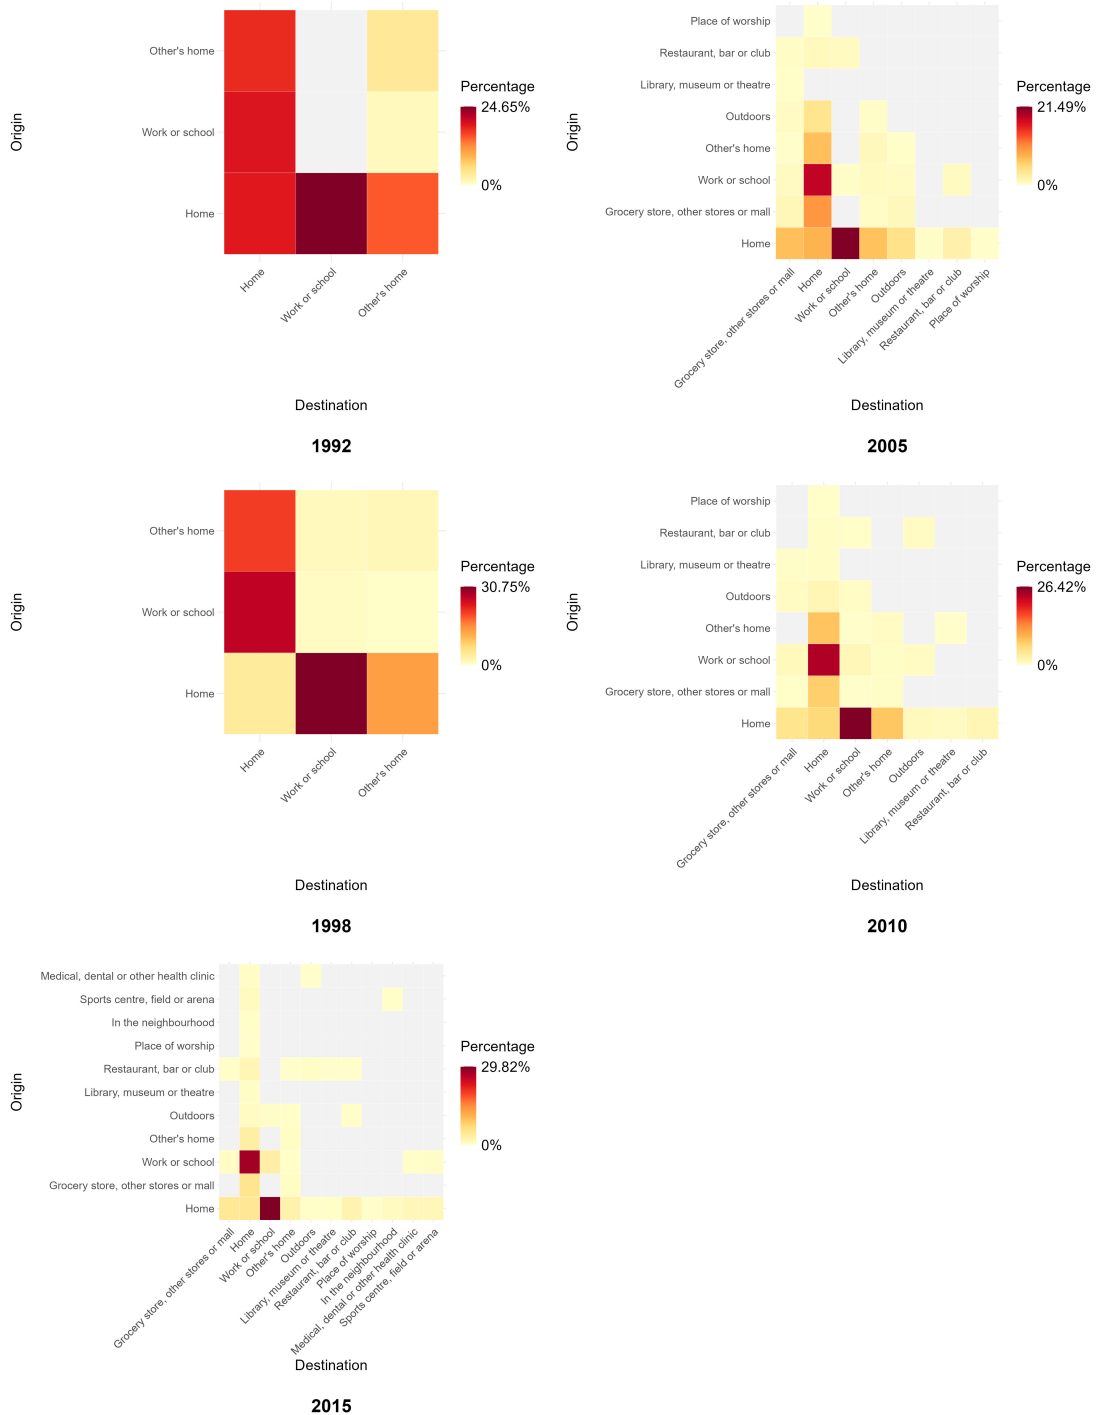 Origin
Other's home
Work or school
Home
Home
Work or school
Other's home
Destination
Percentage
24.65%
0%
1992
Origin
Place of worship
Restaurant, bar or club
Library, museum or theatre
Outdoors
Other's home
Work or school
Grocery store, other stores or mall
Home
Grocery store, other stores or mall
Home
Work or school
Other's home
Outdoors
Library, museum or theatre
Restaurant, bar or club
Place of worship
Destination
Percentage
21.49%
0%
2005
Origin
Other's home
Work or school
Home
Home
Work or school
Other's home
Destination
Percentage
30.75%
0%
1998
Origin
Place of worship
Restaurant, bar or club
Library, museum or theatre
Outdoors
Other's home
Work or school
Grocery store, other stores or mall
Home
Grocery store, other stores or mall
Home
Work or school
Other's home
Outdoors
Library, museum or theatre
Restaurant, bar or club
Destination
Percentage
26.42%
0%
2010
Origin
Medical, dental or other health clinic
Sports centre, field or arena
In the neighbourhood
Place of worship
Restaurant, bar or club
Library, museum or theatre
Outdoors
Other's home
Work or school
Grocery store, other stores or mall
Home
Grocery store, other stores or mall
Home
Work or school
Other's home
Outdoors
Library, museum or theatre
Restaurant, bar or club
Place of worship
In the neighbourhood
Medical, dental or other health clinic
Sports centre, field or arena
Destination
Percentage
29.82%
0%
2015